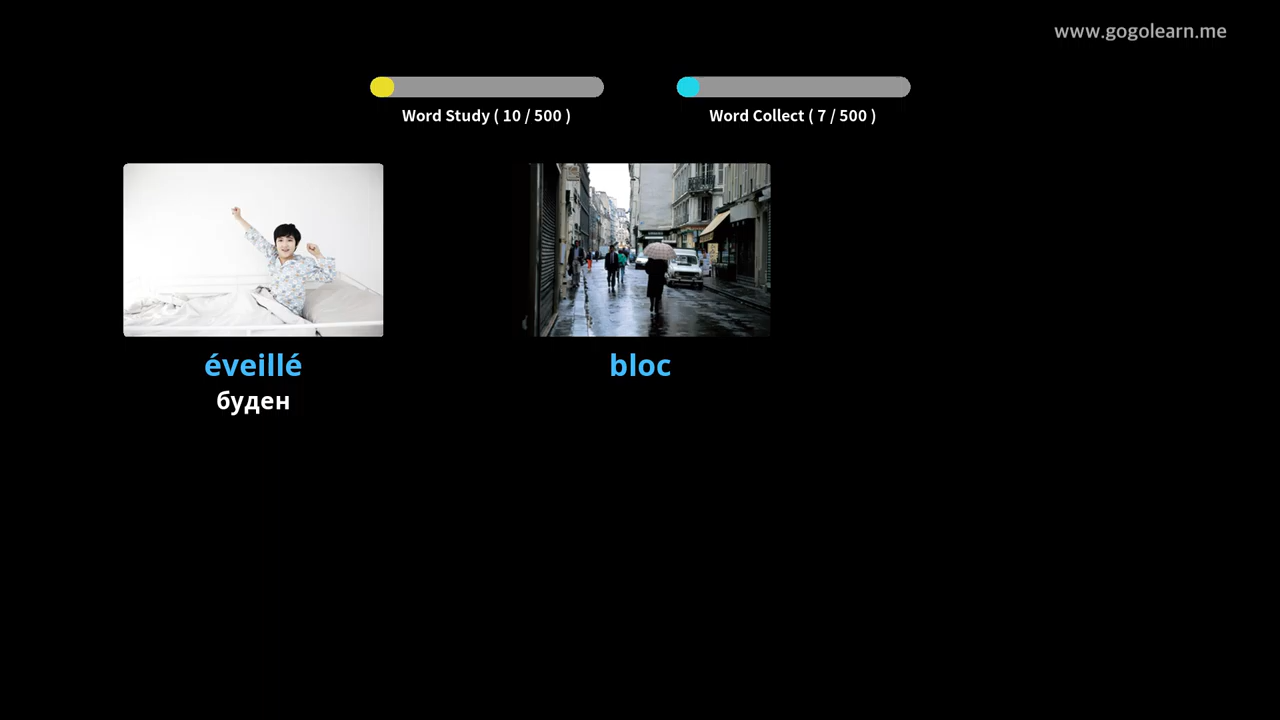 www.gogolearn.me
Word Study ( 10 / 500 )
Word Collect ( 7 / 500 )
éveillé
буден
bloc